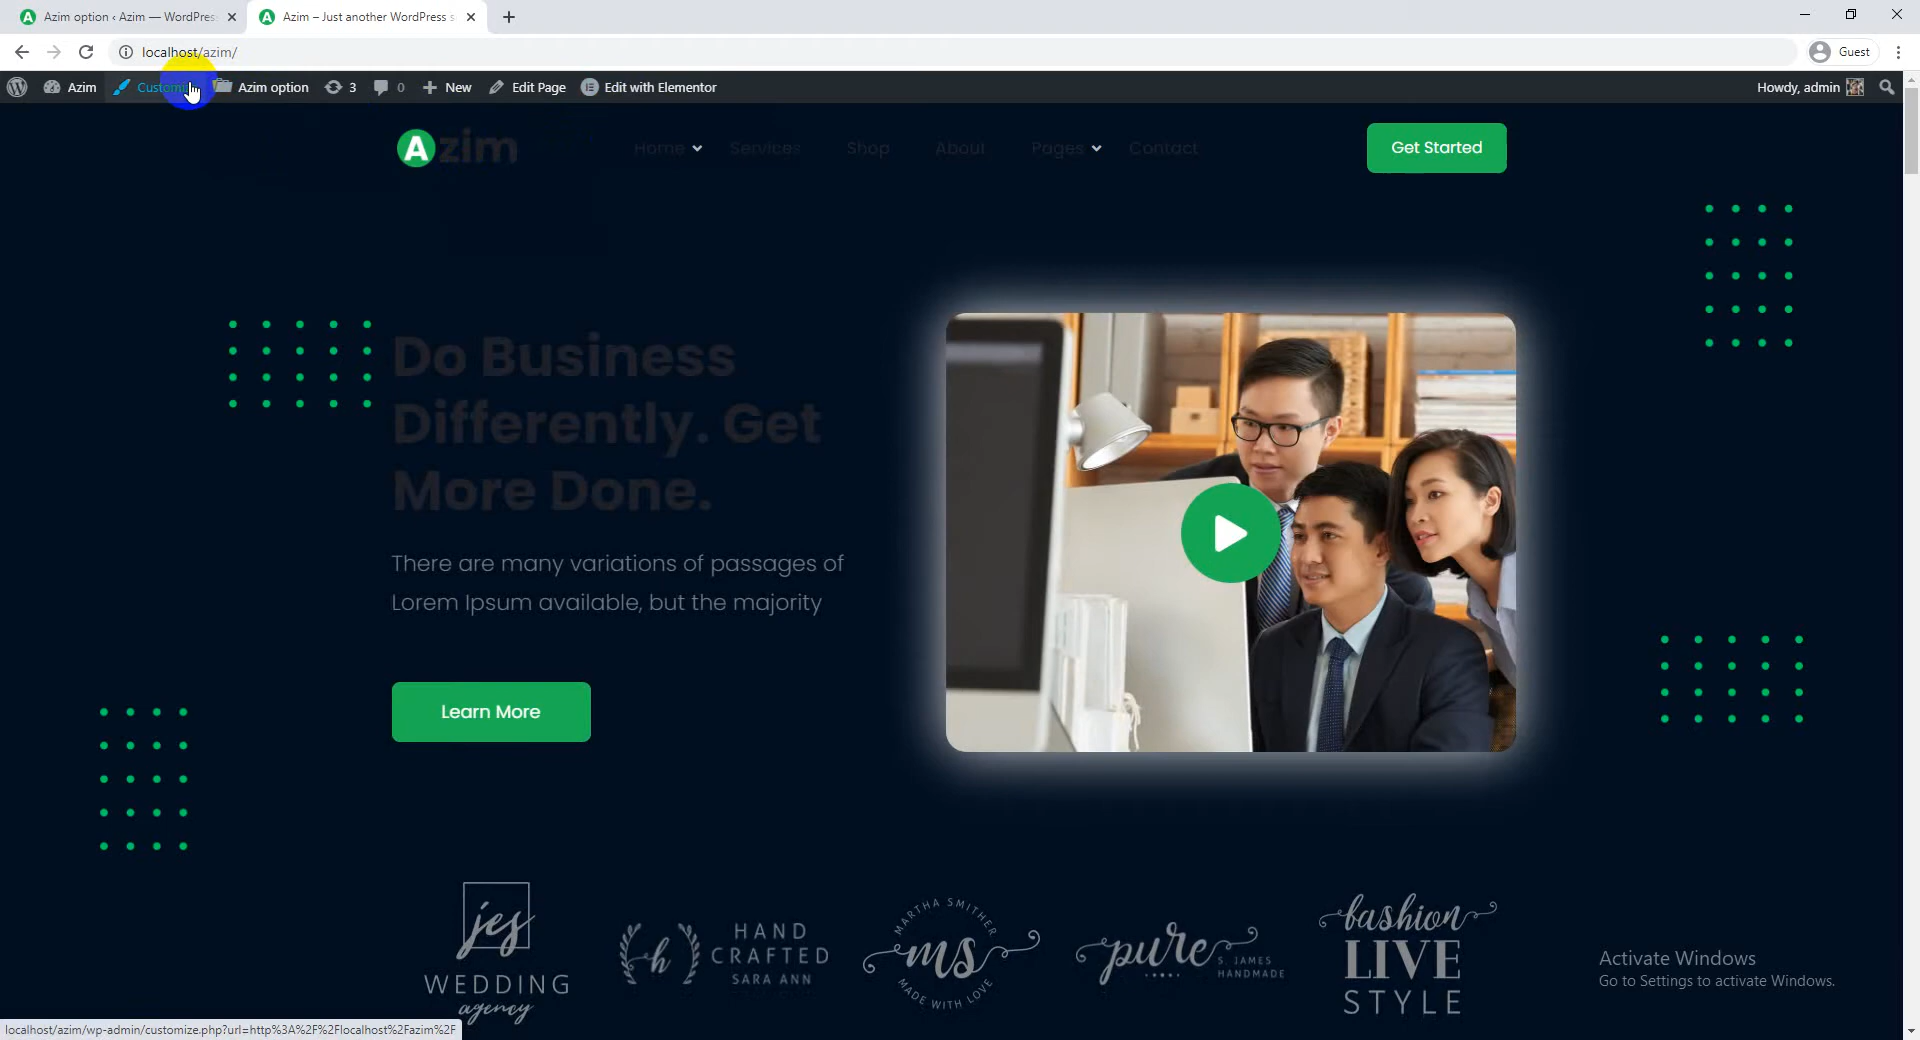 Azim option ‹ Azim — WordPress
Azim – Just another WordPress s
localhost/azim/
Guest
Azim
Customize
Azim option
3
0
New
Edit Page
Edit with Elementor
Howdy, admin
Azim
Home
Services
Shop
About
Pages
Contact
Get Started
Do Business
Differently. Get
More Done.
There are many variations of passages of
Lorem Ipsum available, but the majority
Learn More
jes
WEDDING
agency
h
HAND
CRAFTED
SARA ANN
MARTHA SMITHER
ms
MADE WITH LOVE
pure
S. JAMES
HANDMADE
fashion
LIVE
STYLE
Activate Windows
Go to Settings to activate Windows.
localhost/azim/wp-admin/customize.php?url=http%3A%2F%2Flocalhost%2Fazim%2F